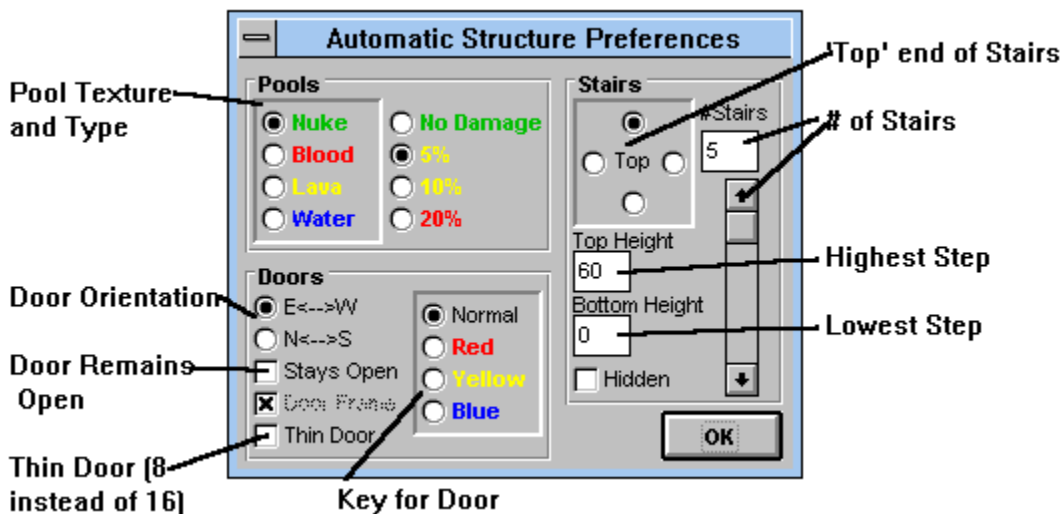 Automatic Structure Preferences
'Top' end of Stairs
Pool Texture
and Type
Pools
Nuke
Blood
Lava
Water
No Damage
5%
10%
20%
Stairs
Top
#Stairs
5
# of Stairs
Top Height
60
Highest Step
Bottom Height
0
Lowest Step
Hidden
Door Orientation
Doors
E<-->W
N<-->S
Door Remains
Open
Stays Open
Door Frame
Thin Door
Thin Door (8
instead of 16)
Normal
Red
Yellow
Blue
Key for Door
OK